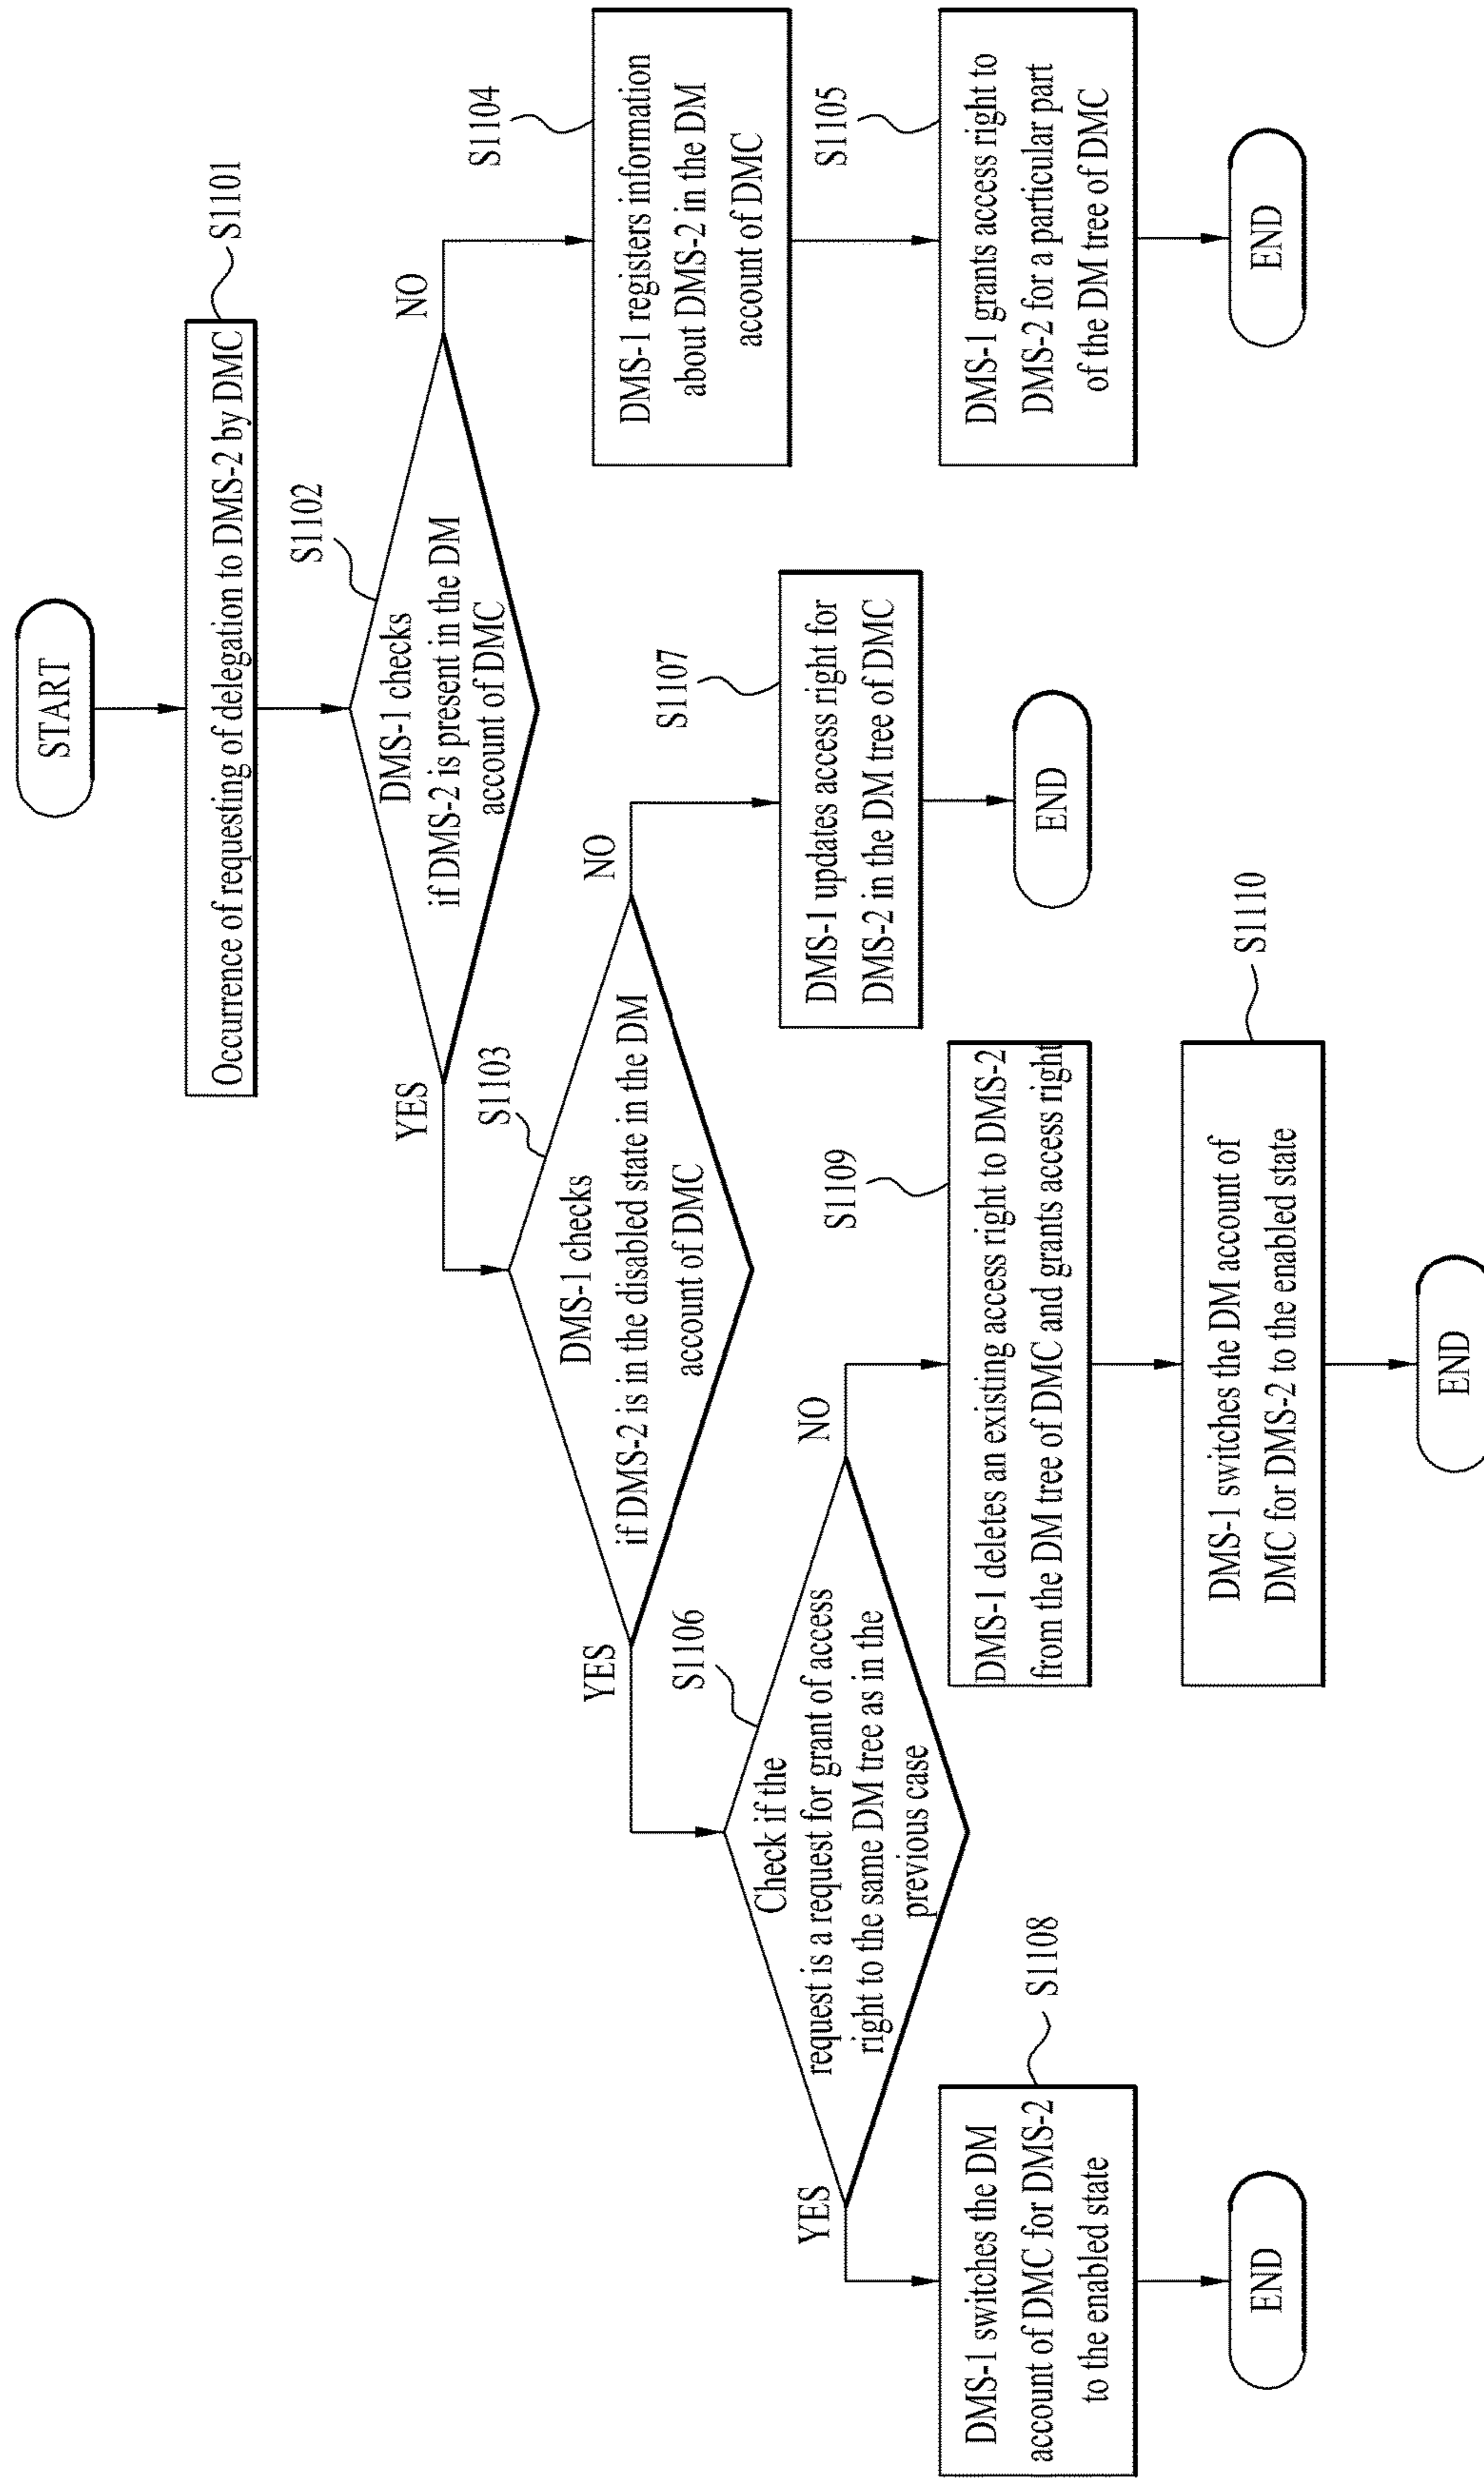 START
Occurrence of requesting of delegation to DMS-2 by DMC
S1101
DMS-1 checks
if DMS-2 is present in the DM
account of DMC
S1102
YES
NO
DMS-1 checks
if DMS-2 is in the disabled state in the DM
account of DMC
S1103
YES
NO
DMS-1 registers information
about DMS-2 in the DM
account of DMC
S1104
DMS-1 grants access right to
DMS-2 for a particular part
of the DM tree of DMC
S1105
END
Check if the
request is a request for grant of access
right to the same DM tree as in the
previous case
S1106
YES
NO
DMS-1 updates access right for
DMS-2 in the DM tree of DMC
S1107
END
DMS-1 switches the DM
account of DMC for DMS-2
to the enabled state
S1108
END
DMS-1 deletes an existing access right to DMS-2
from the DM tree of DMC and grants access right
S1109
DMS-1 switches the DM account of
DMC for DMS-2 to the enabled state
S1110
END